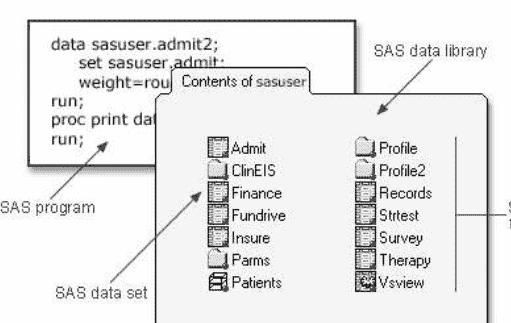 data sasuser.admit2;
set sasuser.admit;
weight=rou
run;
proc print dat
run;
SAS program
SAS data library
Contents of sasuser
Admit
ClinEIS
Finance
Fundrive
Insure
Parms
Patients
Profile
Profile2
Records
Strtest
Survey
Therapy
Vsview
SAS data set